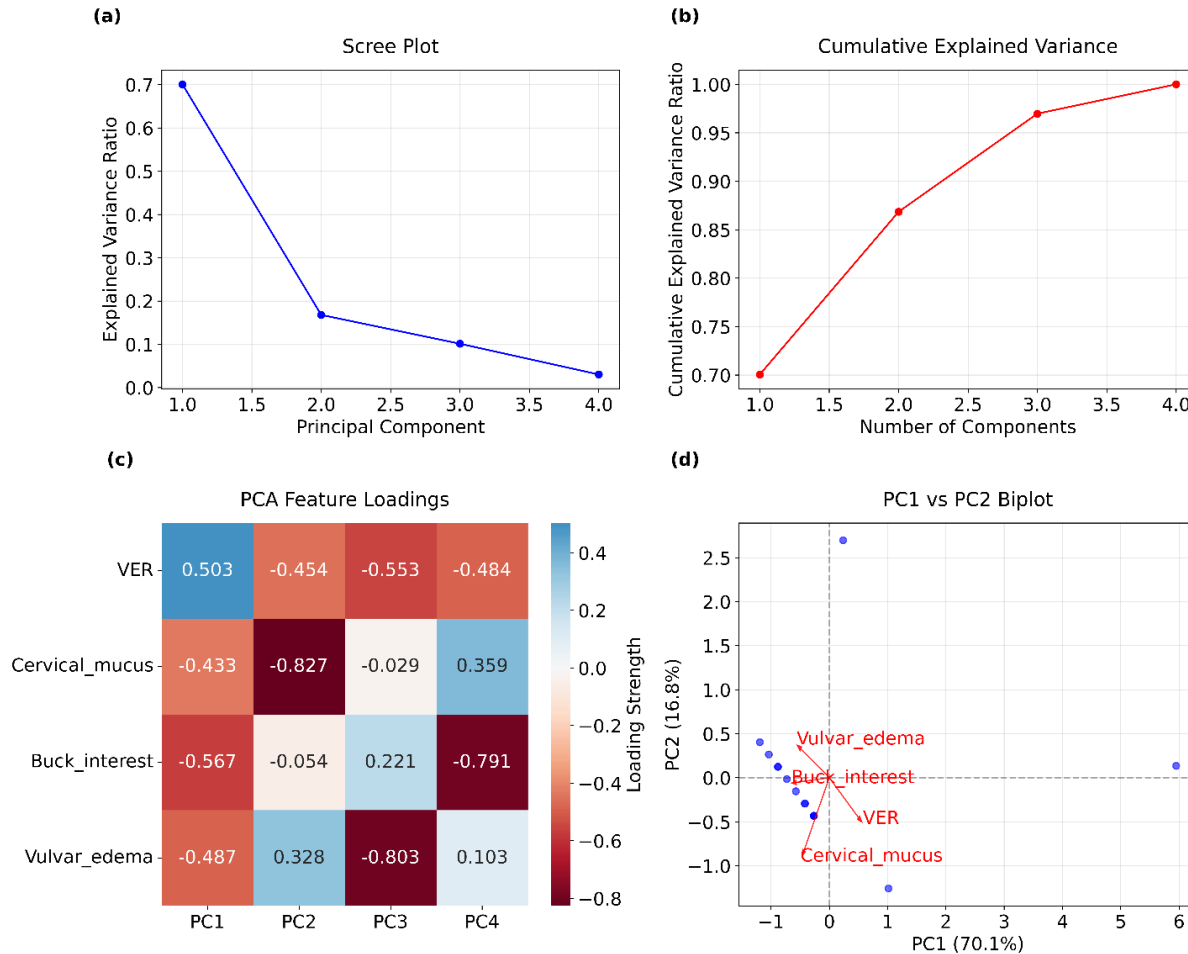 (a)
Scree Plot
Explained Variance Ratio
0.7
0.6
0.5
0.4
0.3
0.2
0.1
0.0
1.0 1.5 2.0 2.5 3.0 3.5 4.0
Principal Component
(b)
Cumulative Explained Variance
Cumulative Explained Variance Ratio
1.00
0.95
0.90
0.85
0.80
0.75
0.70
1.0 1.5 2.0 2.5 3.0 3.5 4.0
Number of Components
(c)
PCA Feature Loadings
VER 0.503 -0.454 -0.553 -0.484
Cervical_mucus -0.433 -0.827 -0.029 0.359
Buck_interest -0.567 -0.054 0.221 -0.791
Vulvar_edema -0.487 0.328 -0.803 0.103
PC1 PC2 PC3 PC4
0.4
0.2
0.0
−0.2
−0.4
−0.6
−0.8
Loading Strength
(d)
PC1 vs PC2 Biplot
PC2 (16.8%)
2.5
2.0
1.5
1.0
0.5
0.0
−0.5
−1.0
Vulvar_edema
Buck_interest
VER
Cervical_mucus
−1 0 1 2 3 4 5 6
PC1 (70.1%)